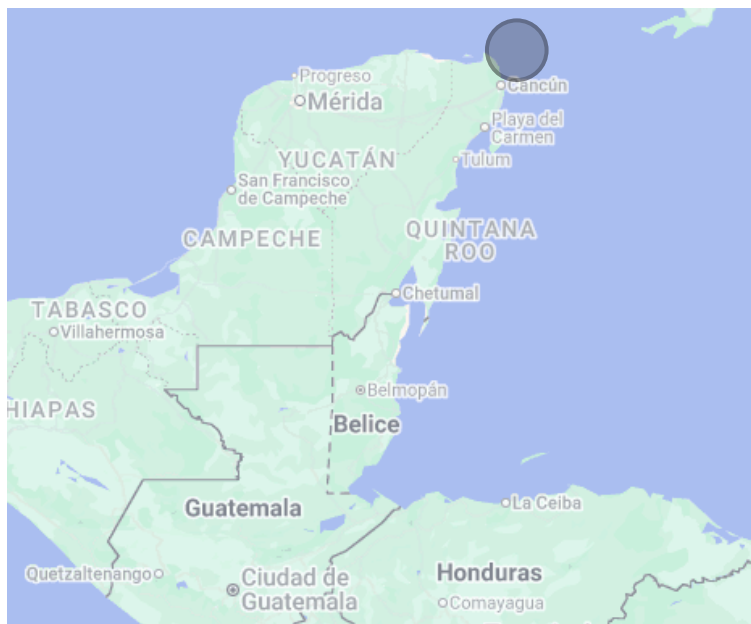 Progreso
Mérida
Cancún
Playa del
Carmen
YUCATÁN
Tulum
San Francisco
de Campeche
CAMPECHE
QUINTANA
ROO
Chetumal
TABASCO
Villahermosa
HIAPAS
Belmopán
Belice
Guatemala
La Ceiba
Quetzaltenango
Ciudad de
Guatemala
Honduras
Comayagua